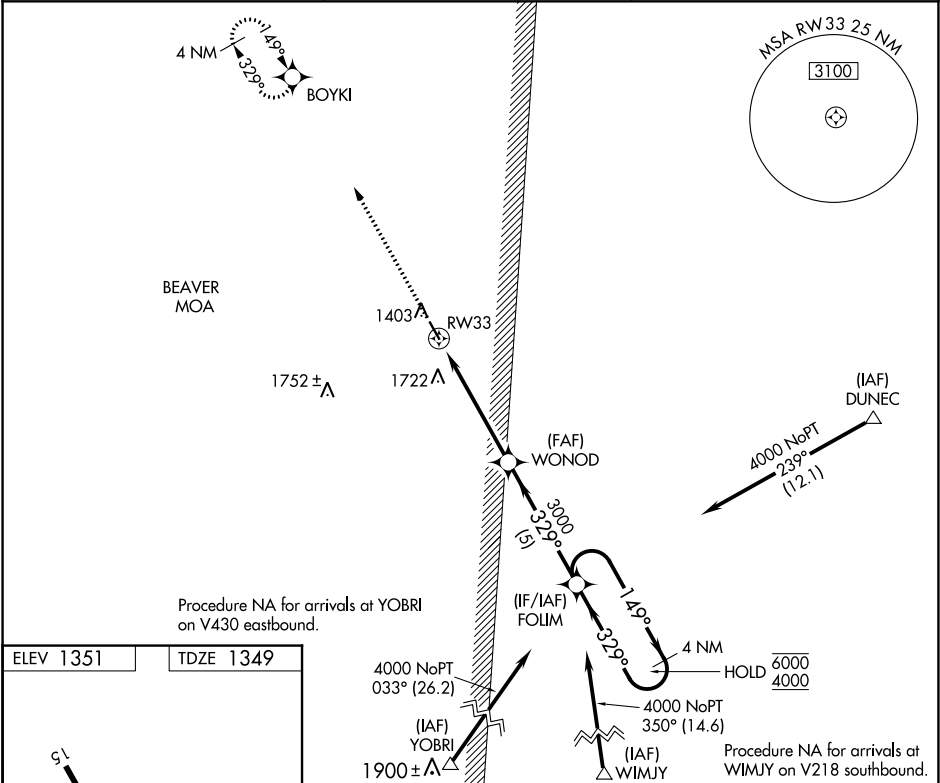 4 NM
149°
329°
BOYKI
MSA RW33 25 NM
3100
BEAVER
MOA
1403
RW33
1752 ±
1722
(IAF)
DUNEC
4000 NoPT
239°
(12.1)
(FAF)
WONOD
3000
329°
(5)
(IF/IAF)
FOLIM
149°
329°
4 NM
HOLD 6000
4000
Procedure NA for arrivals at YOBRI
on V430 eastbound.
ELEV 1351
TDZE 1349
4000 NoPT
033° (26.2)
4000 NoPT
350° (14.6)
(IAF)
YOBRI
1900 ±
(IAF)
WIMJY
Procedure NA for arrivals at
WIMJY on V218 southbound.
15